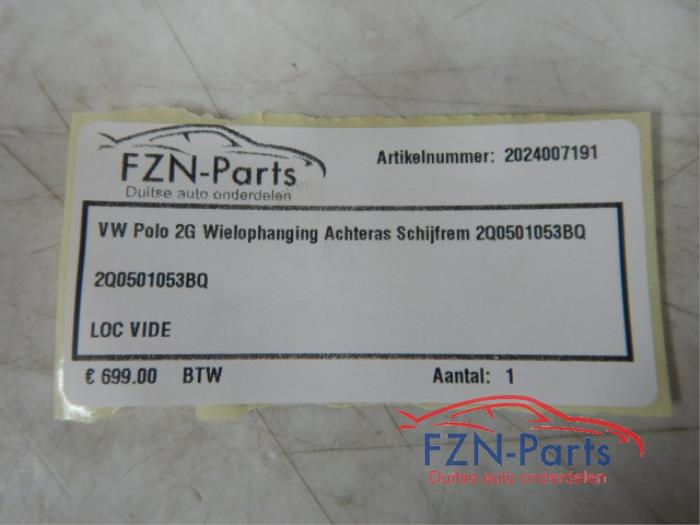 FZN-Parts
Duitse auto onderdelen
Artikelnummer: 2024007191
VW Polo 2G Wielophanging Achteras Schijfrem 2Q0501053BQ
2Q0501053BQ
LOC VIDE
€ 699.00 BTW
Aantal: 1
FZN-Parts
Duitse auto onderdelen